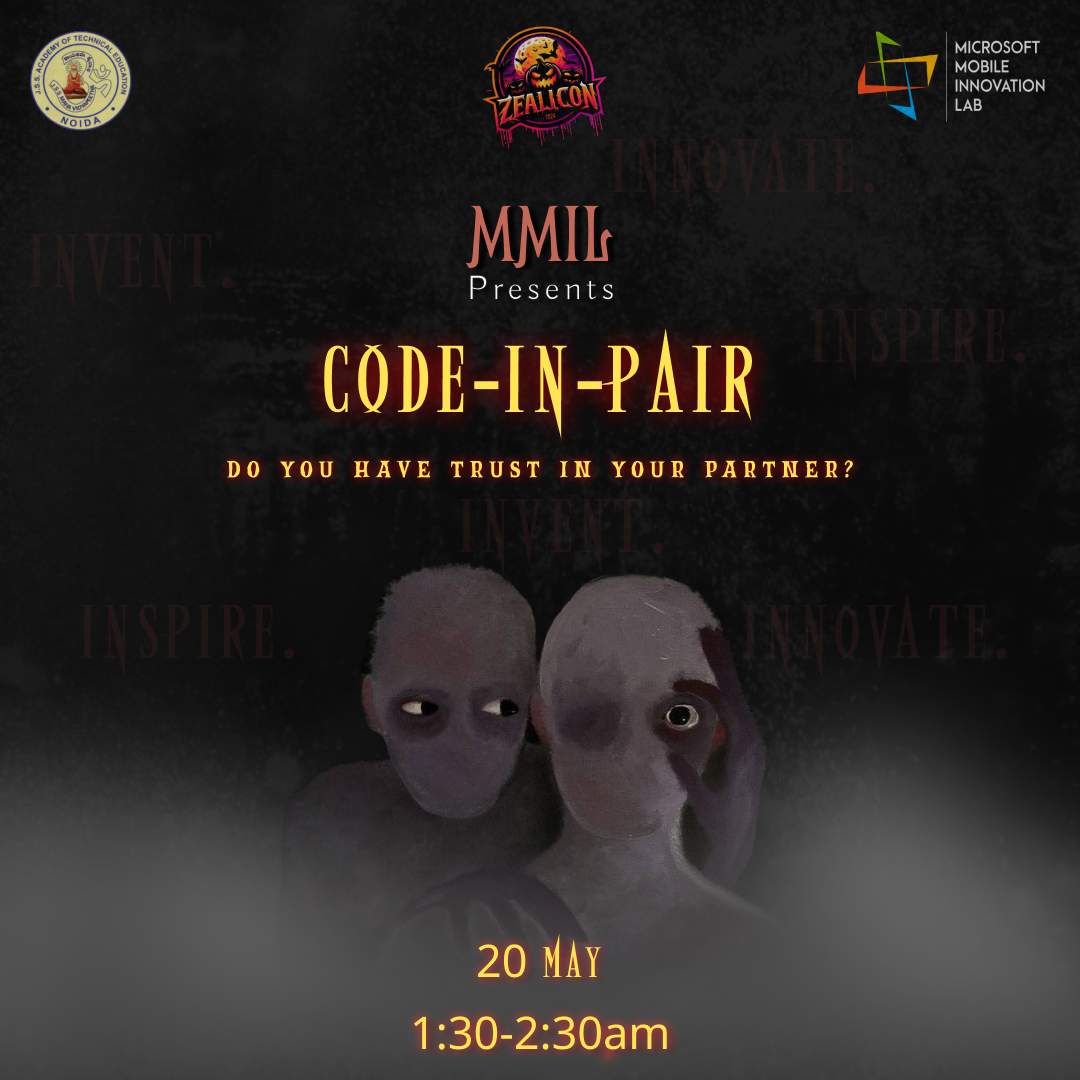 J.S.S. ACADEMY OF TECHNICAL EDUCATION
NOIDA
ZEALICON
MICROSOFT
MOBILE
INNOVATION
LAB
INNOVATE.
MMIL
INVENT.
Presents
INSPIRE.
CODE-IN-PAIR
DO YOU HAVE TRUST IN YOUR PARTNER?
INVENT.
INSPIRE.
INNOVATE.
20 MAY
1:30-2:30am